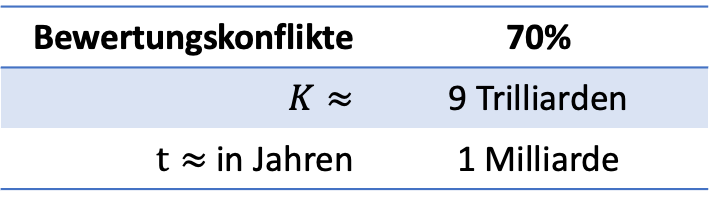 Bewertungskonflikte 70%
K ≈ 9 Trilliarden
t ≈ in Jahren 1 Milliarde